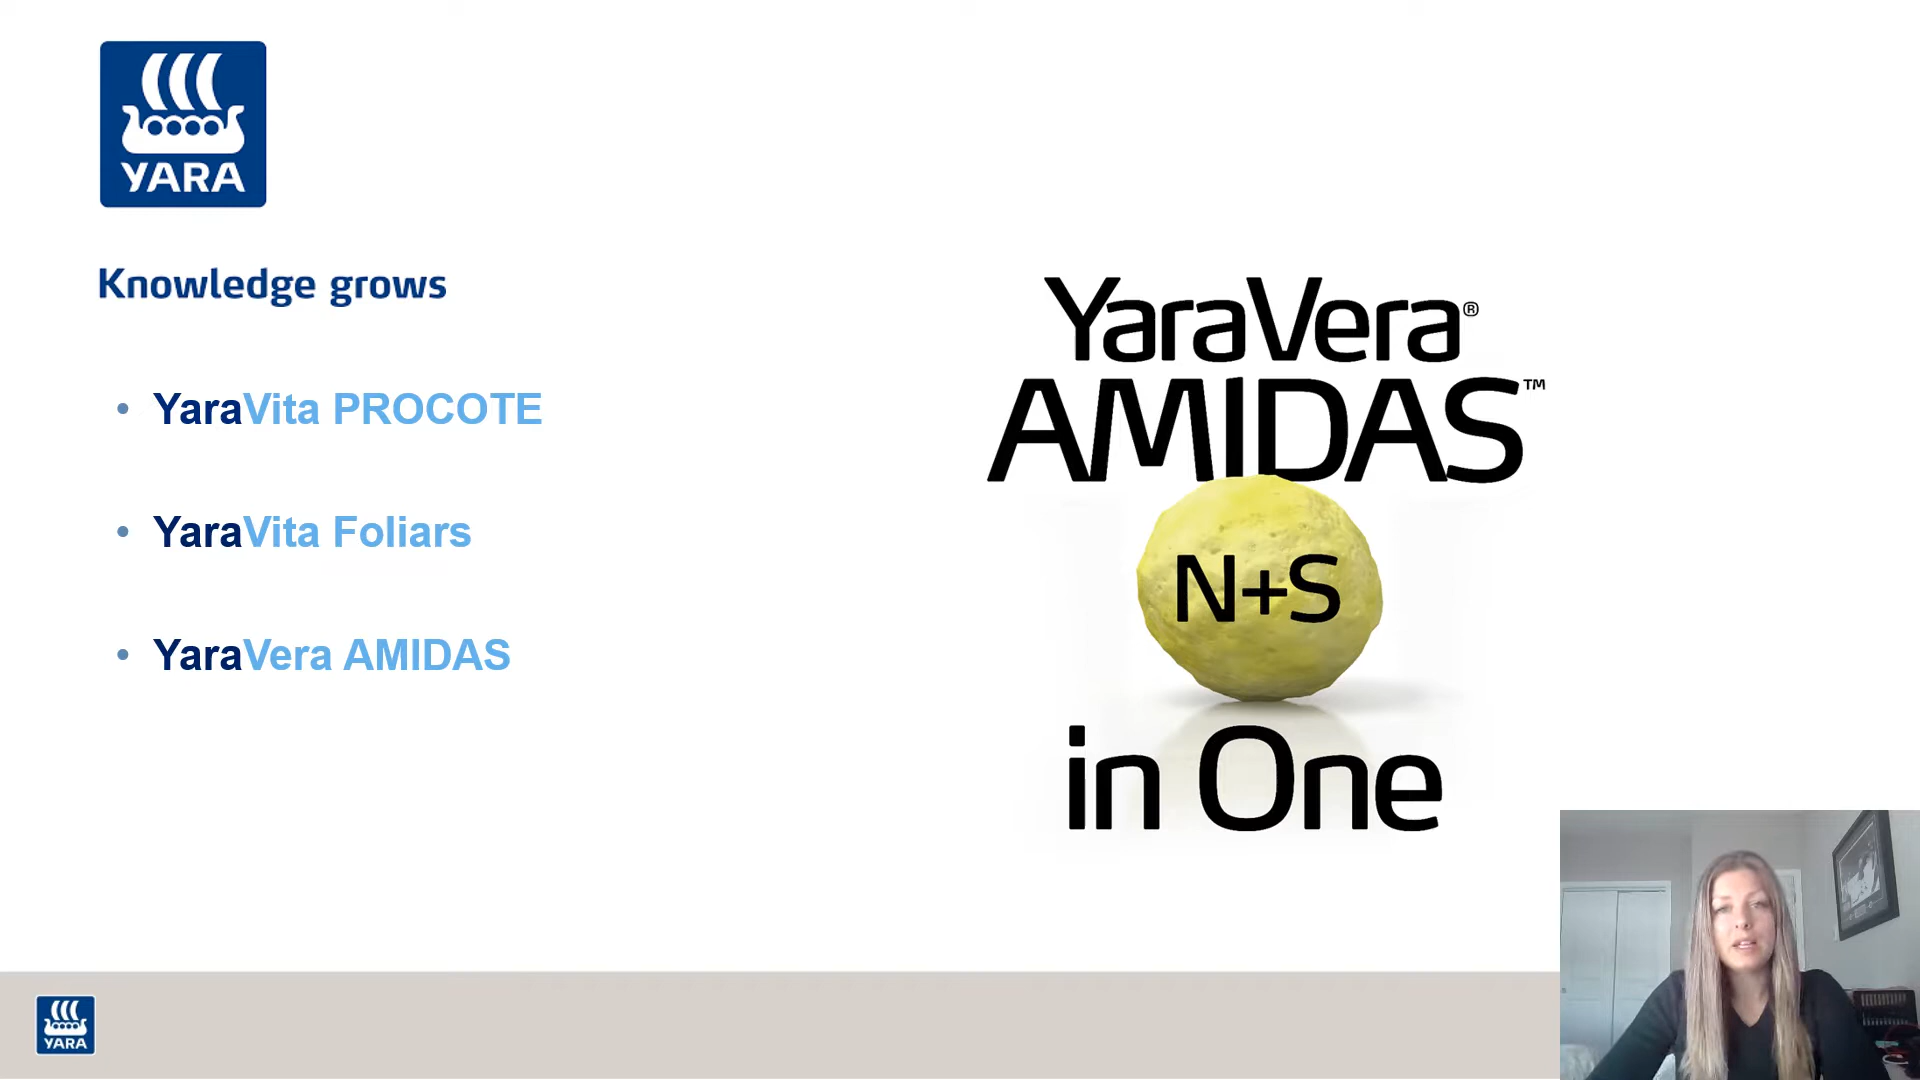 YARA
Knowledge grows
• YaraVita PROCOTE
• YaraVita Foliars
• YaraVera AMIDAS
YaraVera®
AMIDAS™
N+S
in One
YARA